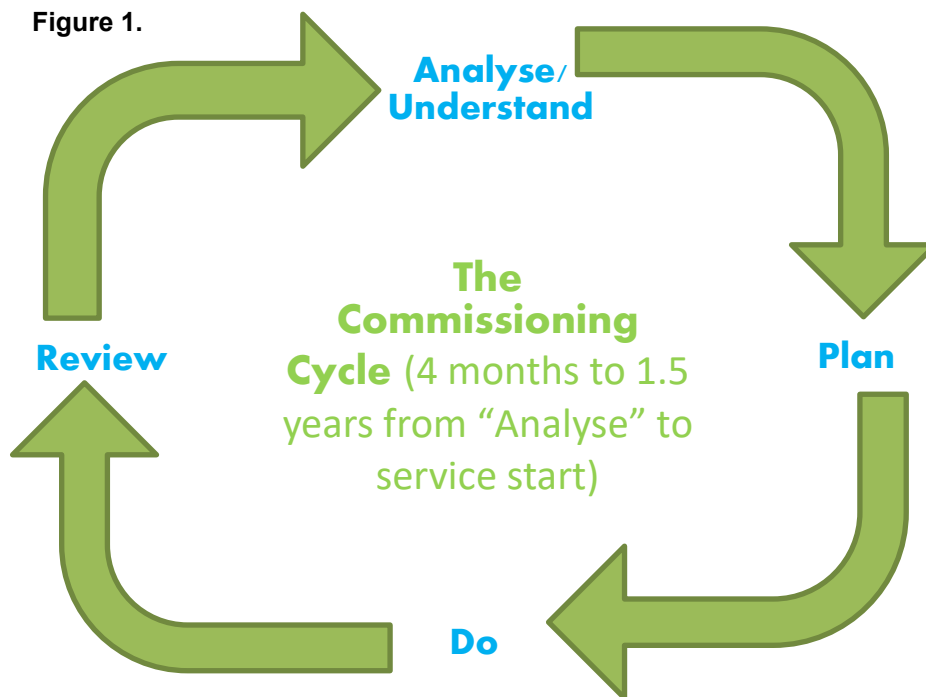 Figure 1.
Analyse/
Understand
The
Commissioning
Cycle (4 months to 1.5
years from “Analyse” to
service start)
Review
Plan
Do